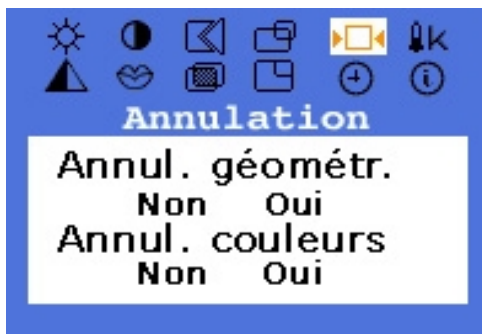 K
Annulation
Annul. géométr.
Non Oui
Annul. couleurs
Non Oui